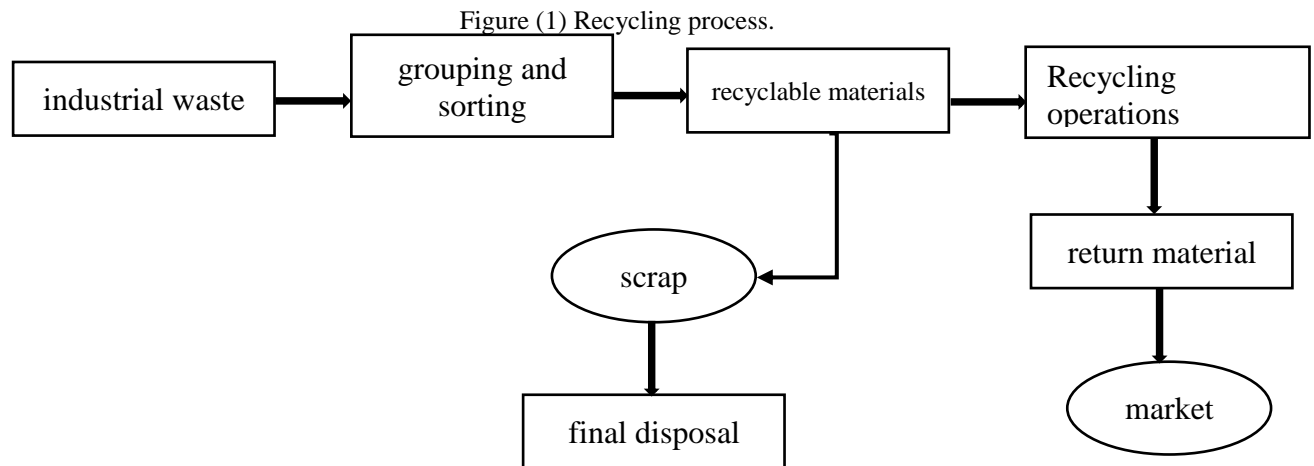 Figure (1) Recycling process.
industrial waste
grouping and
sorting
recyclable materials
Recycling
operations
return material
scrap
market
final disposal